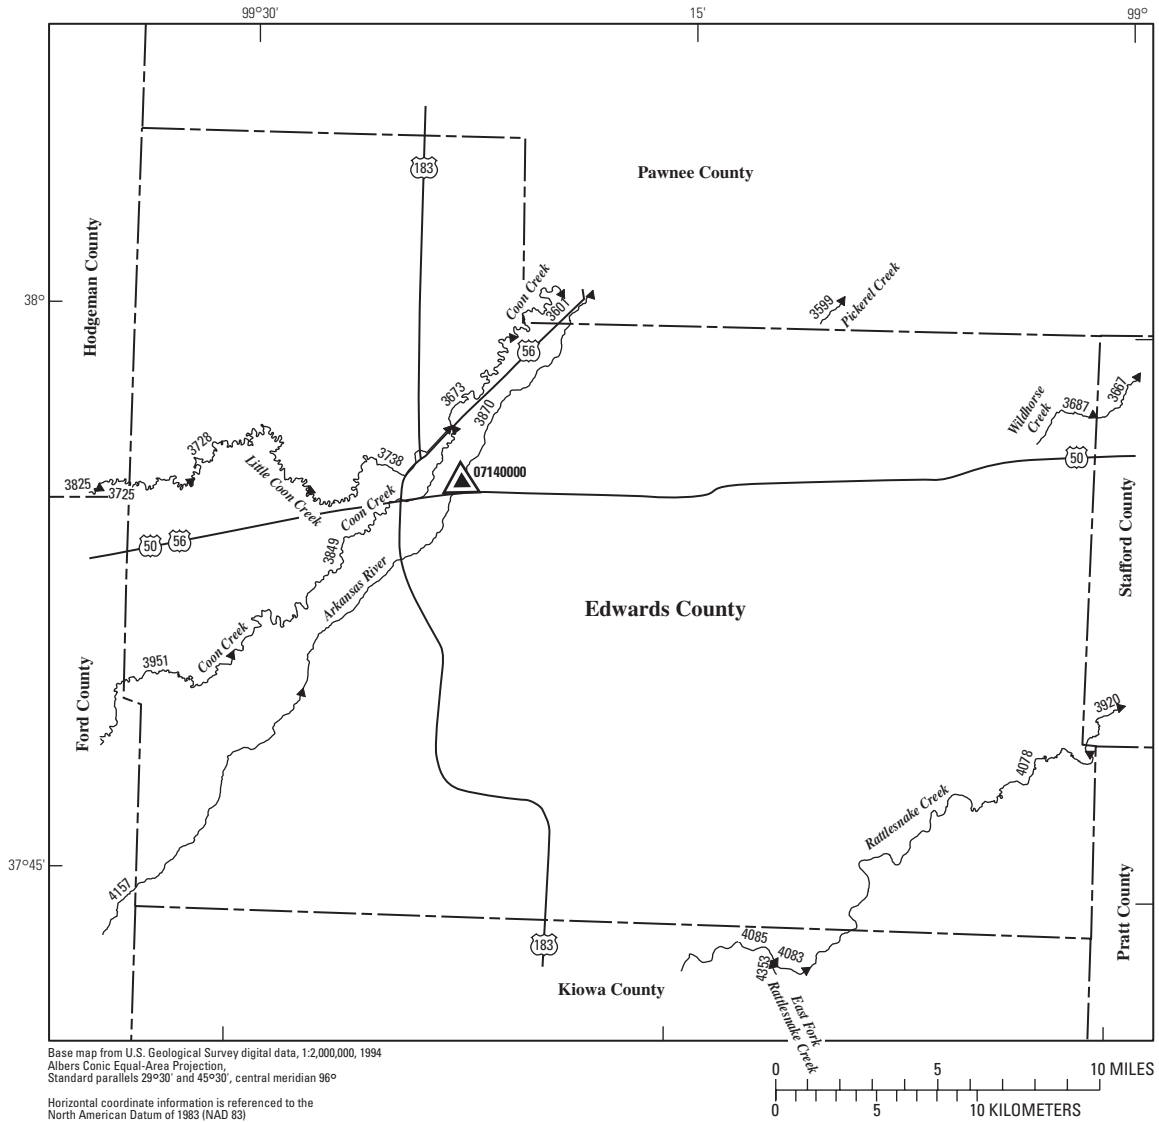 99°30'
15'
99°
183
Pawnee County
Hodgeman County
38°
Coon Creek
3601
3599
Pickerel Creek
56
3673
3870
Wildhorse
Creek
3687
3667
3728
3738
50
3825
3725
Little Coon Creek
07140000
Coon Creek
50
56
3849
Arkansas River
Stafford County
Edwards County
Coon Creek
3951
Ford County
3920
4078
Rattlesnake Creek
37°45'
4157
Pratt County
183
4085
4083
4353
Kiowa County
East Fork
Rattlesnake Creek
Base map from U.S. Geological Survey digital data, 1:2,000,000, 1994
Albers Conic Equal-Area Projection,
Standard parallels 29°30' and 45°30', central meridian 96°
Horizontal coordinate information is referenced to the
North American Datum of 1983 (NAD 83)
0 5 10 MILES
0 5 10 KILOMETERS